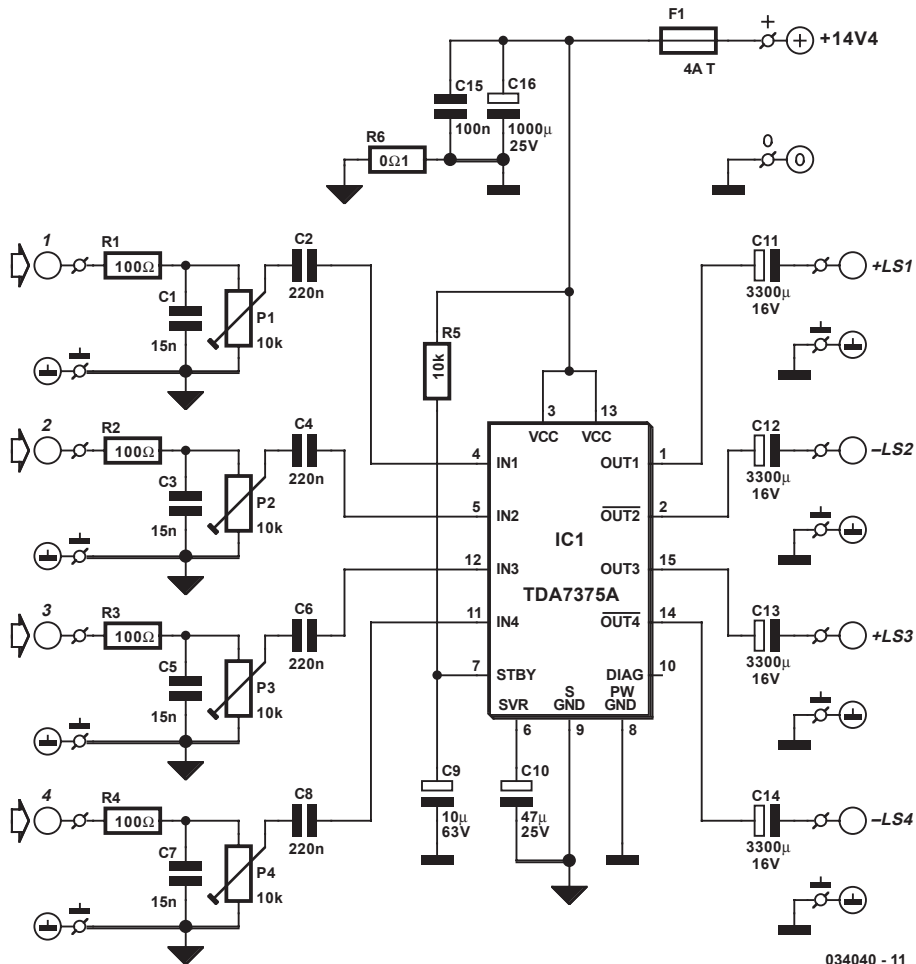 F1
+
+
+14V4
4A T
C15
C16
100n
1000µ
25V
R6
0Ω1
0
0
1
R1
100Ω
C2
220n
C1
15n
P1
10k
R5
10k
C11
3300µ
16V
+LS1
2
R2
100Ω
C4
220n
C3
15n
P2
10k
3
13
VCC
VCC
4
IN1
OUT1
1
C12
3300µ
16V
–LS2
5
IN2
OUT2
2
IC1
12
IN3
OUT3
15
TDA7375A
11
IN4
OUT4
14
3
R3
100Ω
C6
220n
C5
15n
P3
10k
C13
3300µ
16V
+LS3
7
STBY
DIAG
10
SVR
S
GND
PW
GND
6
9
8
4
R4
100Ω
C8
220n
C7
15n
P4
10k
C9
10µ
63V
C10
47µ
25V
C14
3300µ
16V
–LS4
034040 - 11